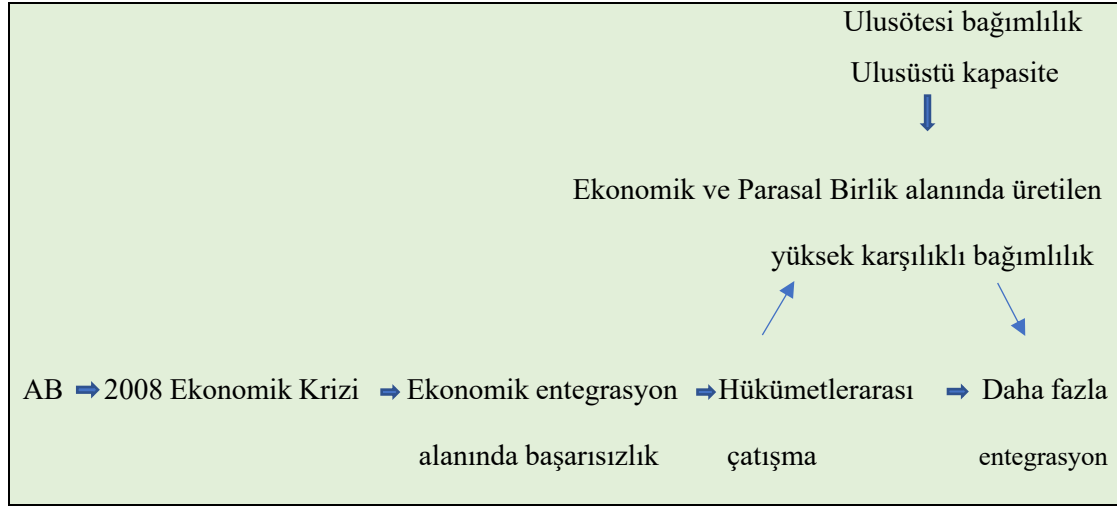 Ulusötesi bağımlılık
Ulusüstü kapasite
Ekonomik ve Parasal Birlik alanında üretilen
yüksek karşılıklı bağımlılık
AB 2008 Ekonomik Krizi Ekonomik entegrasyon Hükümetlerarası Daha fazla
alanında başarısızlık çatışma entegrasyon